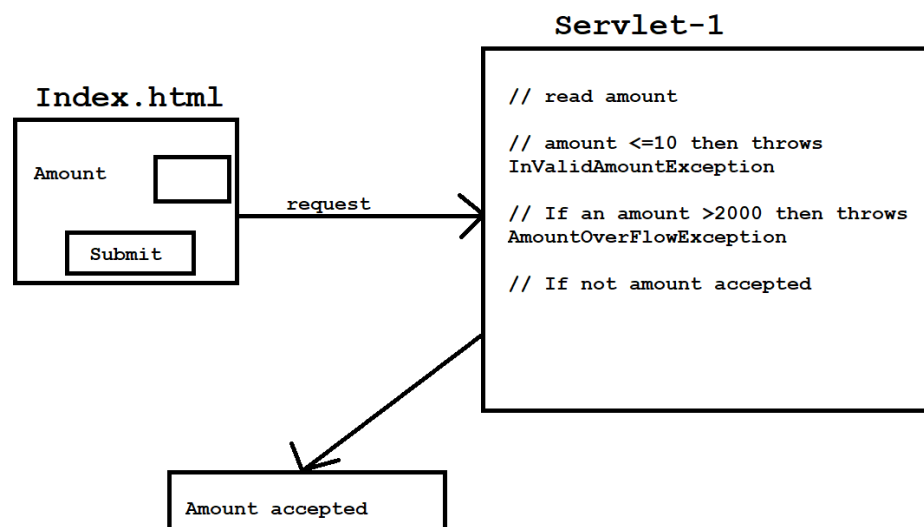 Servlet-1
Index.html
Amount
Submit
request
// read amount
// amount <=10 then throws
InValidAmountException
// If an amount >2000 then throws
AmountOverFlowException
// If not amount accepted
Amount accepted